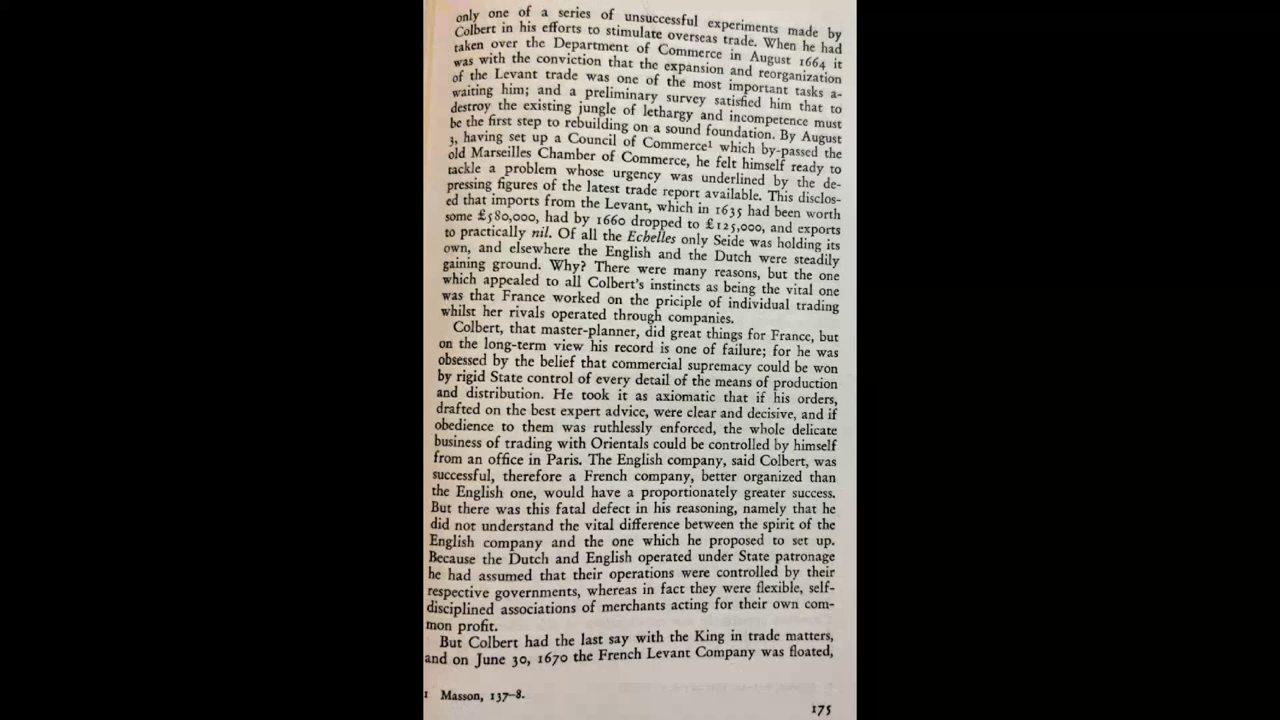 only one of a series of unsuccessful experiments made by
Colbert in his efforts to stimulate overseas trade. When he had
taken over the Department of Commerce in August 1664 it
was with the conviction that the expansion and reorganization
of the Levant trade was one of the most important tasks a-
waiting him; and a preliminary survey satisfied him that to
destroy the existing jungle of lethargy and incompetence must
be the first step to rebuilding on a sound foundation. By August
3, having set up a Council of Commerce¹ which by-passed the
old Marseilles Chamber of Commerce, he felt himself ready to
tackle a problem whose urgency was underlined by the de-
pressing figures of the latest trade report available. This disclos-
ed that imports from the Levant, which in 1635 had been worth
some £580,000, had by 1660 dropped to £125,000, and exports
to practically nil. Of all the Echelles only Seide was holding its
own, and elsewhere the English and the Dutch were steadily
gaining ground. Why? There were many reasons, but the one
which appealed to all Colbert's instincts as being the vital one
was that France worked on the priciple of individual trading
whilst her rivals operated through companies.
Colbert, that master-planner, did great things for France, but
on the long-term view his record is one of failure; for he was
obsessed by the belief that commercial supremacy could be won
by rigid State control of every detail of the means of production
and distribution. He took it as axiomatic that if his orders,
drafted on the best expert advice, were clear and decisive, and if
obedience to them was ruthlessly enforced, the whole delicate
business of trading with Orientals could be controlled by himself
from an office in Paris. The English company, said Colbert, was
successful, therefore a French company, better organized than
the English one, would have a proportionately greater success.
But there was this fatal defect in his reasoning, namely that he
did not understand the vital difference between the spirit of the
English company and the one which he proposed to set up.
Because the Dutch and English operated under State patronage
he had assumed that their operations were controlled by their
respective governments, whereas in fact they were flexible, self-
disciplined associations of merchants acting for their own com-
mon profit.
But Colbert had the last say with the King in trade matters,
and on June 30, 1670 the French Levant Company was floated,
1 Masson, 137–8.
175